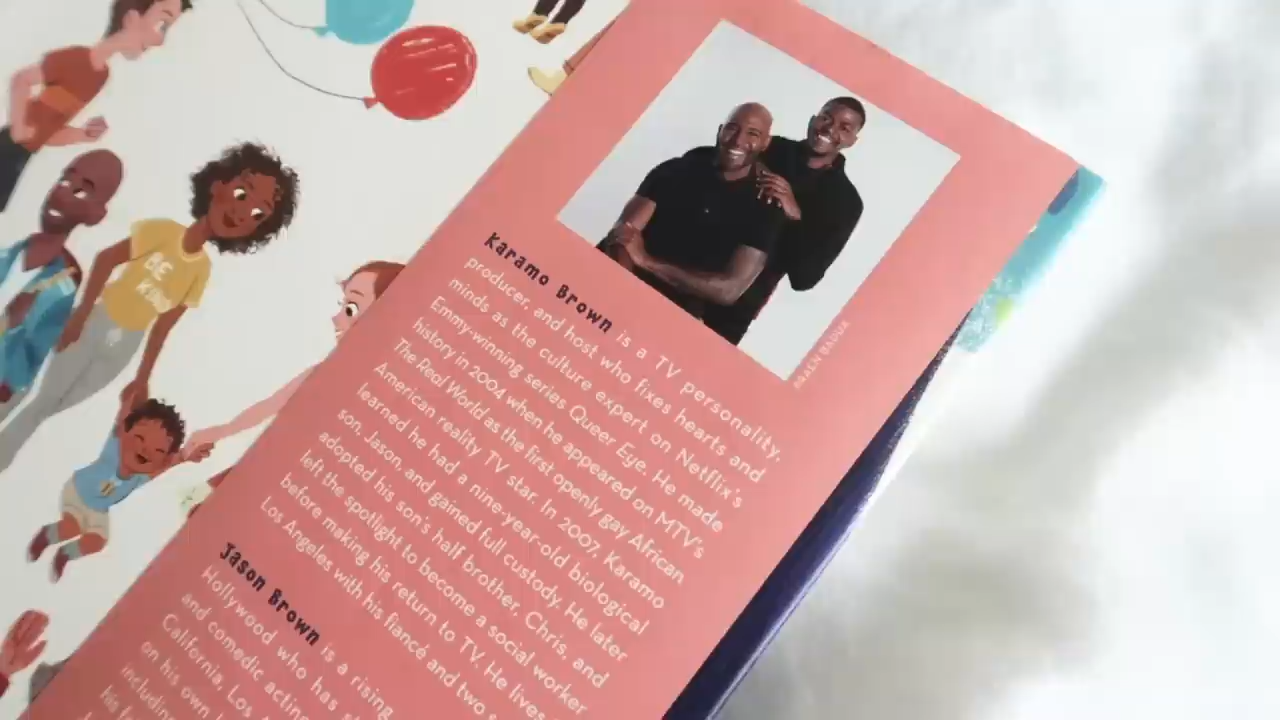 BE
KIND
BRAEN BADUA
Karamo Brown is a TV personality,
producer, and host who fixes hearts and
minds as the culture expert on Netflix's
Emmy-winning series Queer Eye. He made
history in 2004 when he appeared on MTV's
The Real World as the first openly gay African
American reality TV star. In 2007, Karamo
learned he had a nine-year-old biological
son, Jason, and gained full custody. He later
adopted his son's half brother, Chris, and
left the spotlight to become a social worker
before making his return to TV. He lives
Los Angeles with his fiancé and two
Jason Brown is a rising
Hollywood who has
and comedic acting
California, Los
on his own
including
his